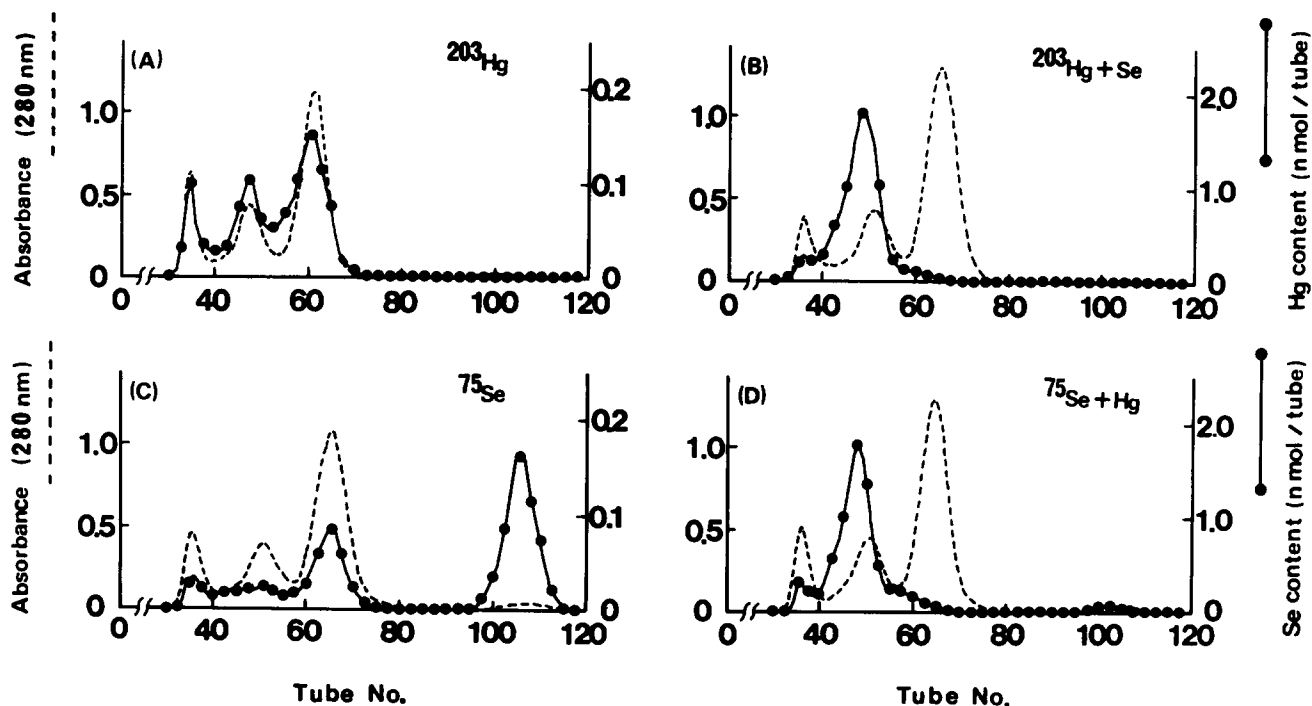 Absorbance (280 nm)
(A)
²⁰³Hg
1.0
0.5
0
0.2
0.1
0
0 40 60 80 100 120
(B)
²⁰³Hg + Se
1.0
0.5
0
2.0
1.0
0
0 40 60 80 100 120
Hg content (n mol / tube)
Absorbance (280 nm)
(C)
⁷⁵Se
1.0
0.5
0
0.2
0.1
0
0 40 60 80 100 120
Tube No.
(D)
⁷⁵Se + Hg
1.0
0.5
0
2.0
1.0
0
0 40 60 80 100 120
Tube No.
Se content (n mol / tube)